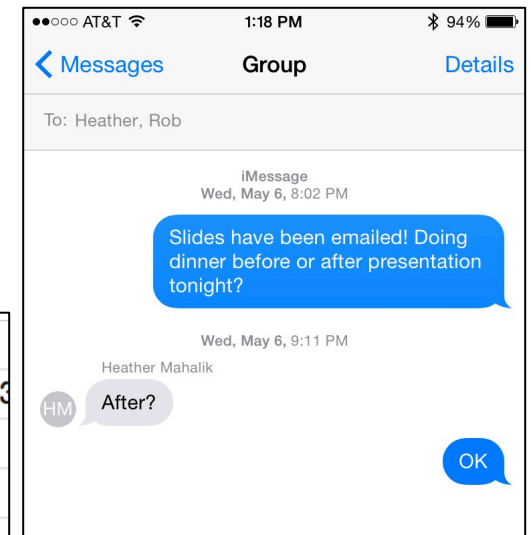 AT&T 1:18 PM 94%
Messages Group Details
To: Heather, Rob
iMessage
Wed, May 6, 8:02 PM
Slides have been emailed! Doing
dinner before or after presentation
tonight?
Wed, May 6, 9:11 PM
Heather Mahalik
HM After?
OK